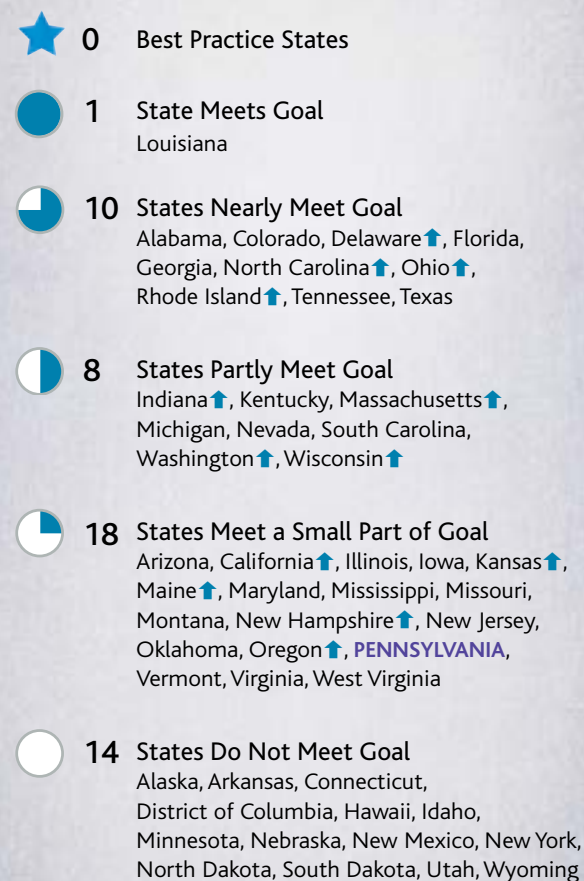 0 Best Practice States
1 State Meets Goal
Louisiana
10 States Nearly Meet Goal
Alabama, Colorado, Delaware⬆, Florida,
Georgia, North Carolina⬆, Ohio⬆,
Rhode Island⬆, Tennessee, Texas
8 States Partly Meet Goal
Indiana⬆, Kentucky, Massachusetts⬆,
Michigan, Nevada, South Carolina,
Washington⬆, Wisconsin⬆
18 States Meet a Small Part of Goal
Arizona, California⬆, Illinois, Iowa, Kansas⬆,
Maine⬆, Maryland, Mississippi, Missouri,
Montana, New Hampshire⬆, New Jersey,
Oklahoma, Oregon⬆, PENNSYLVANIA,
Vermont, Virginia, West Virginia
14 States Do Not Meet Goal
Alaska, Arkansas, Connecticut,
District of Columbia, Hawaii, Idaho,
Minnesota, Nebraska, New Mexico, New York,
North Dakota, South Dakota, Utah, Wyoming